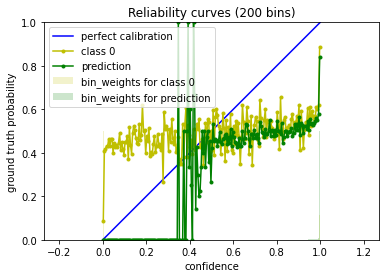 Reliability curves (200 bins)
perfect calibration
class 0
prediction
bin_weights for class 0
bin_weights for prediction
ground truth probability
1.0
0.8
0.6
0.4
0.2
0.0
-0.2 0.0 0.2 0.4 0.6 0.8 1.0 1.2
confidence